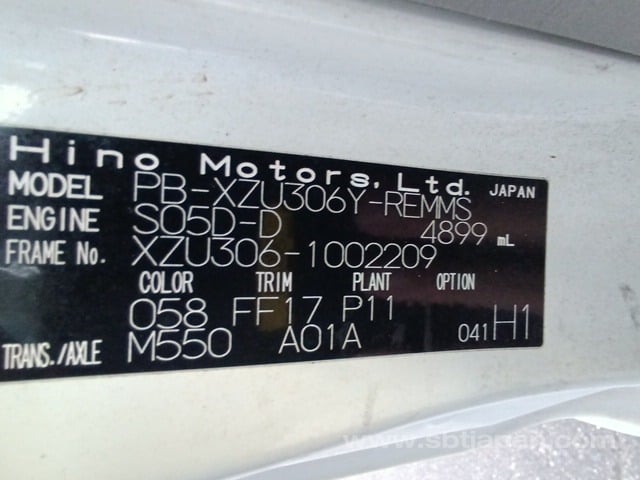 Hino Motors, Ltd. JAPAN
MODEL PB-XZU306Y-REMMS
ENGINE S05D-D 4899 mL
FRAME No. XZU306-1002209
COLOR TRIM PLANT OPTION
058 FF17 P11
TRANS./AXLE M550 A01A 041 H1
www.sbtjapan.com